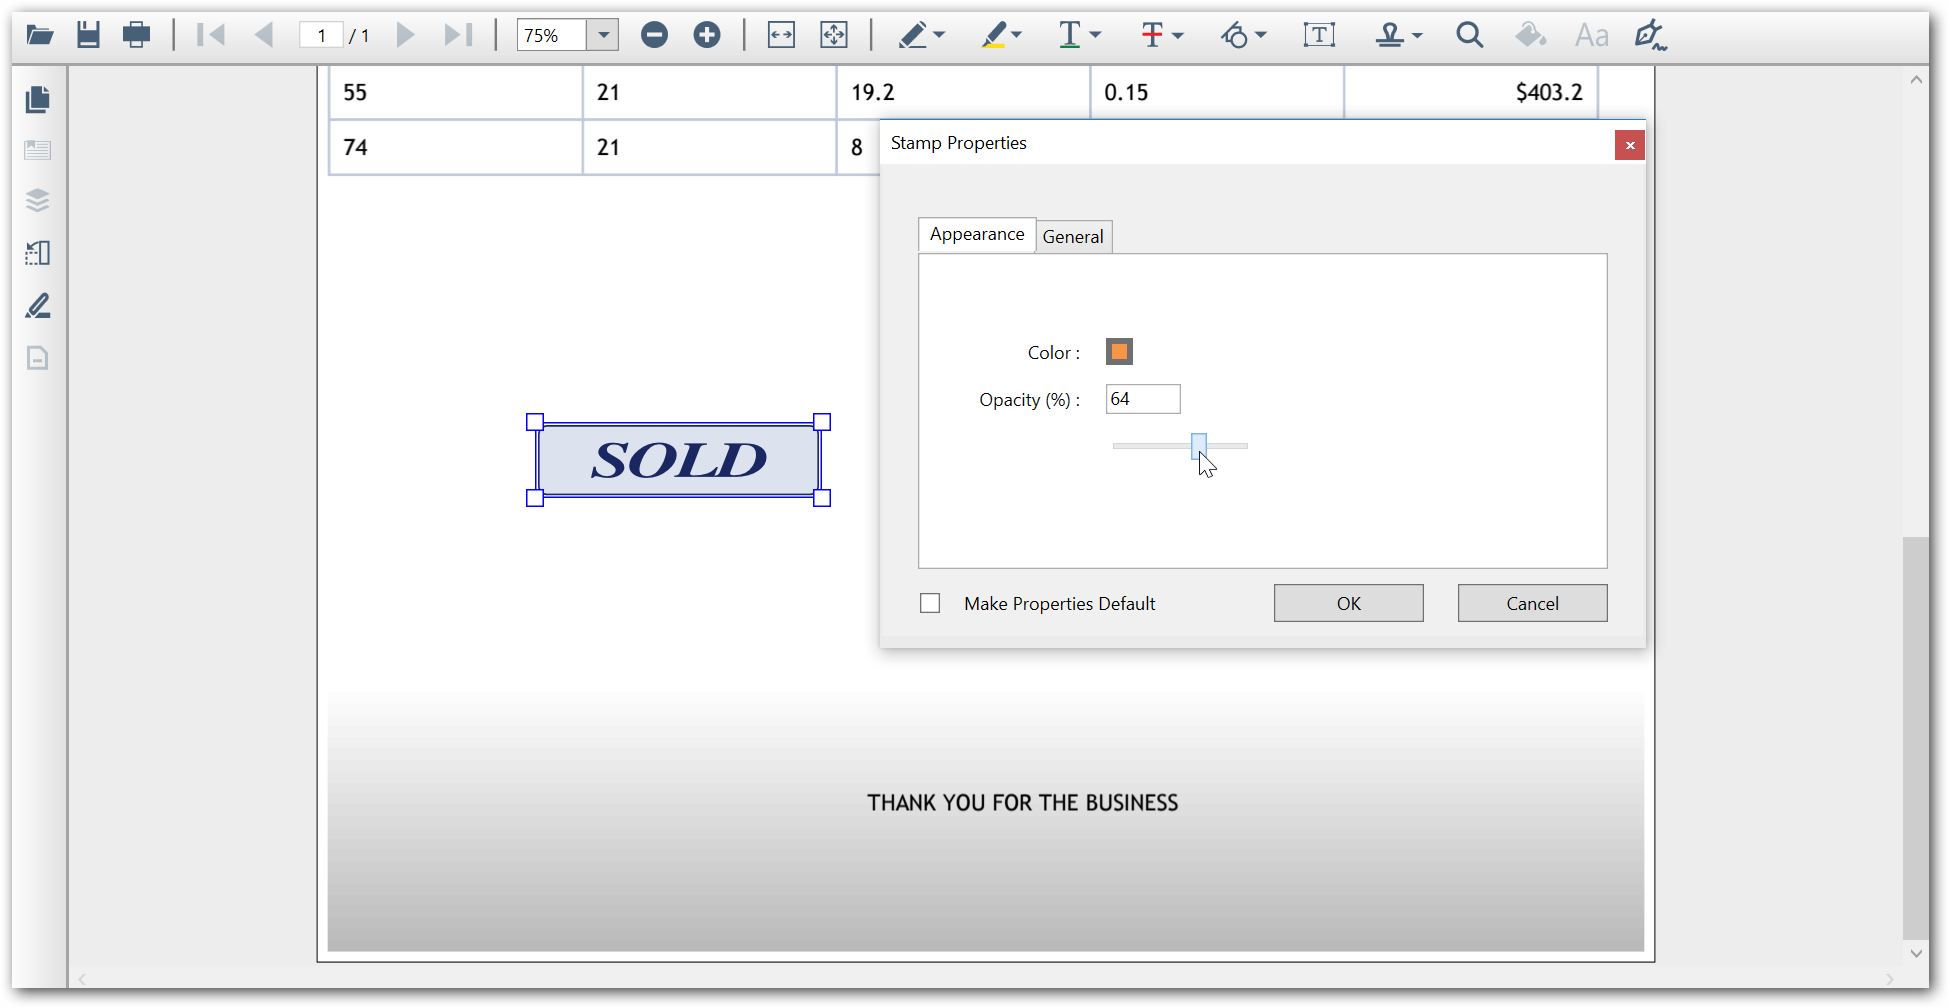 1 / 1 75% T T T Aa
55 21 19.2 0.15 $403.2
74 21 8
Stamp Properties
Appearance General
Color :
Opacity (%) : 64
SOLD
Make Properties Default OK Cancel
THANK YOU FOR THE BUSINESS